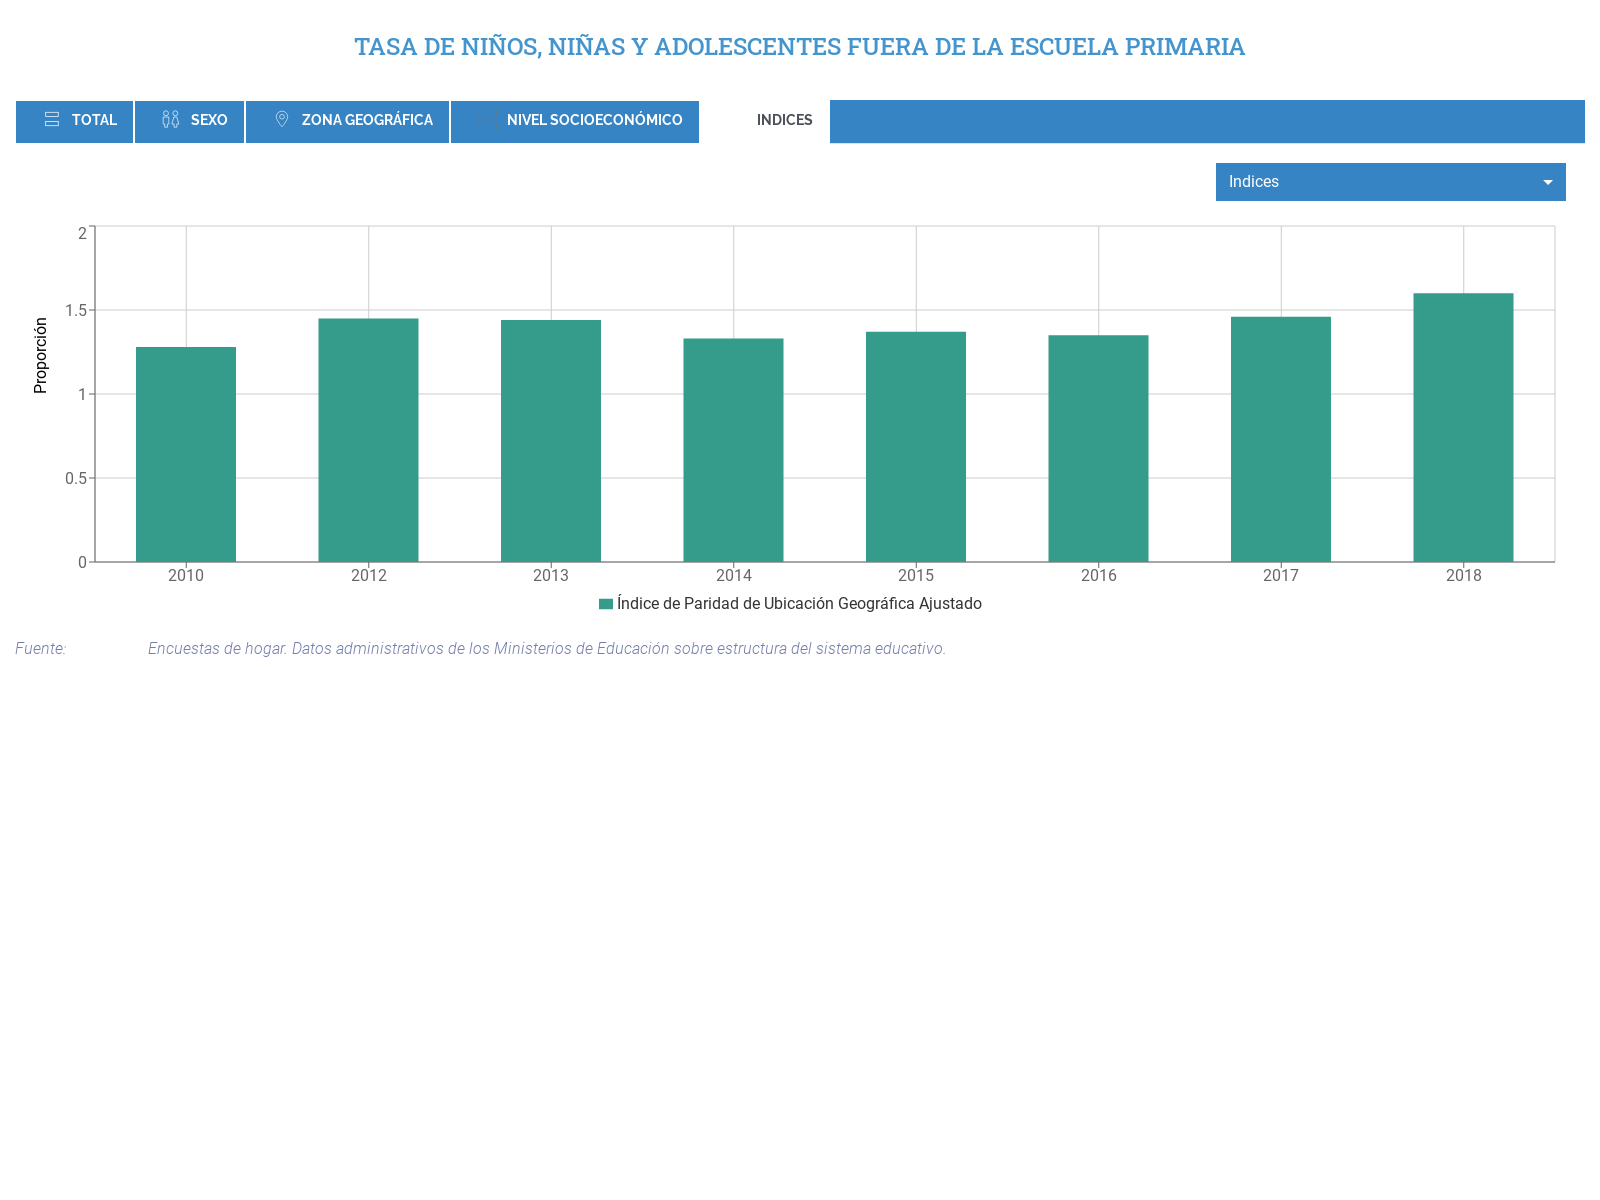 TASA DE NIÑOS, NIÑAS Y ADOLESCENTES FUERA DE LA ESCUELA PRIMARIA
TOTAL SEXO ZONA GEOGRÁFICA NIVEL SOCIOECONÓMICO INDICES
Indices
2
1.5
1
0.5
0
Proporción
2010 2012 2013 2014 2015 2016 2017 2018
Índice de Paridad de Ubicación Geográfica Ajustado
Fuente: Encuestas de hogar. Datos administrativos de los Ministerios de Educación sobre estructura del sistema educativo.